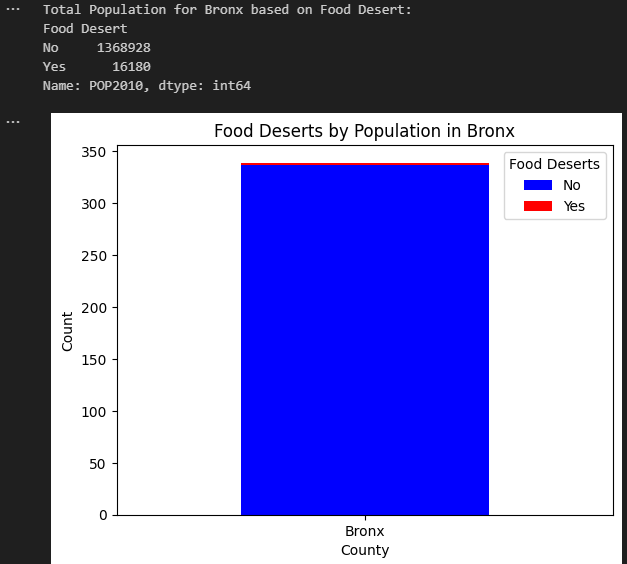 ...
Total Population for Bronx based on Food Desert:
Food Desert
No     1368928
Yes      16180
Name: POP2010, dtype: int64
...
Food Deserts by Population in Bronx
Food Deserts
No
Yes
350
300
250
200
150
100
50
0
Count
Bronx
County